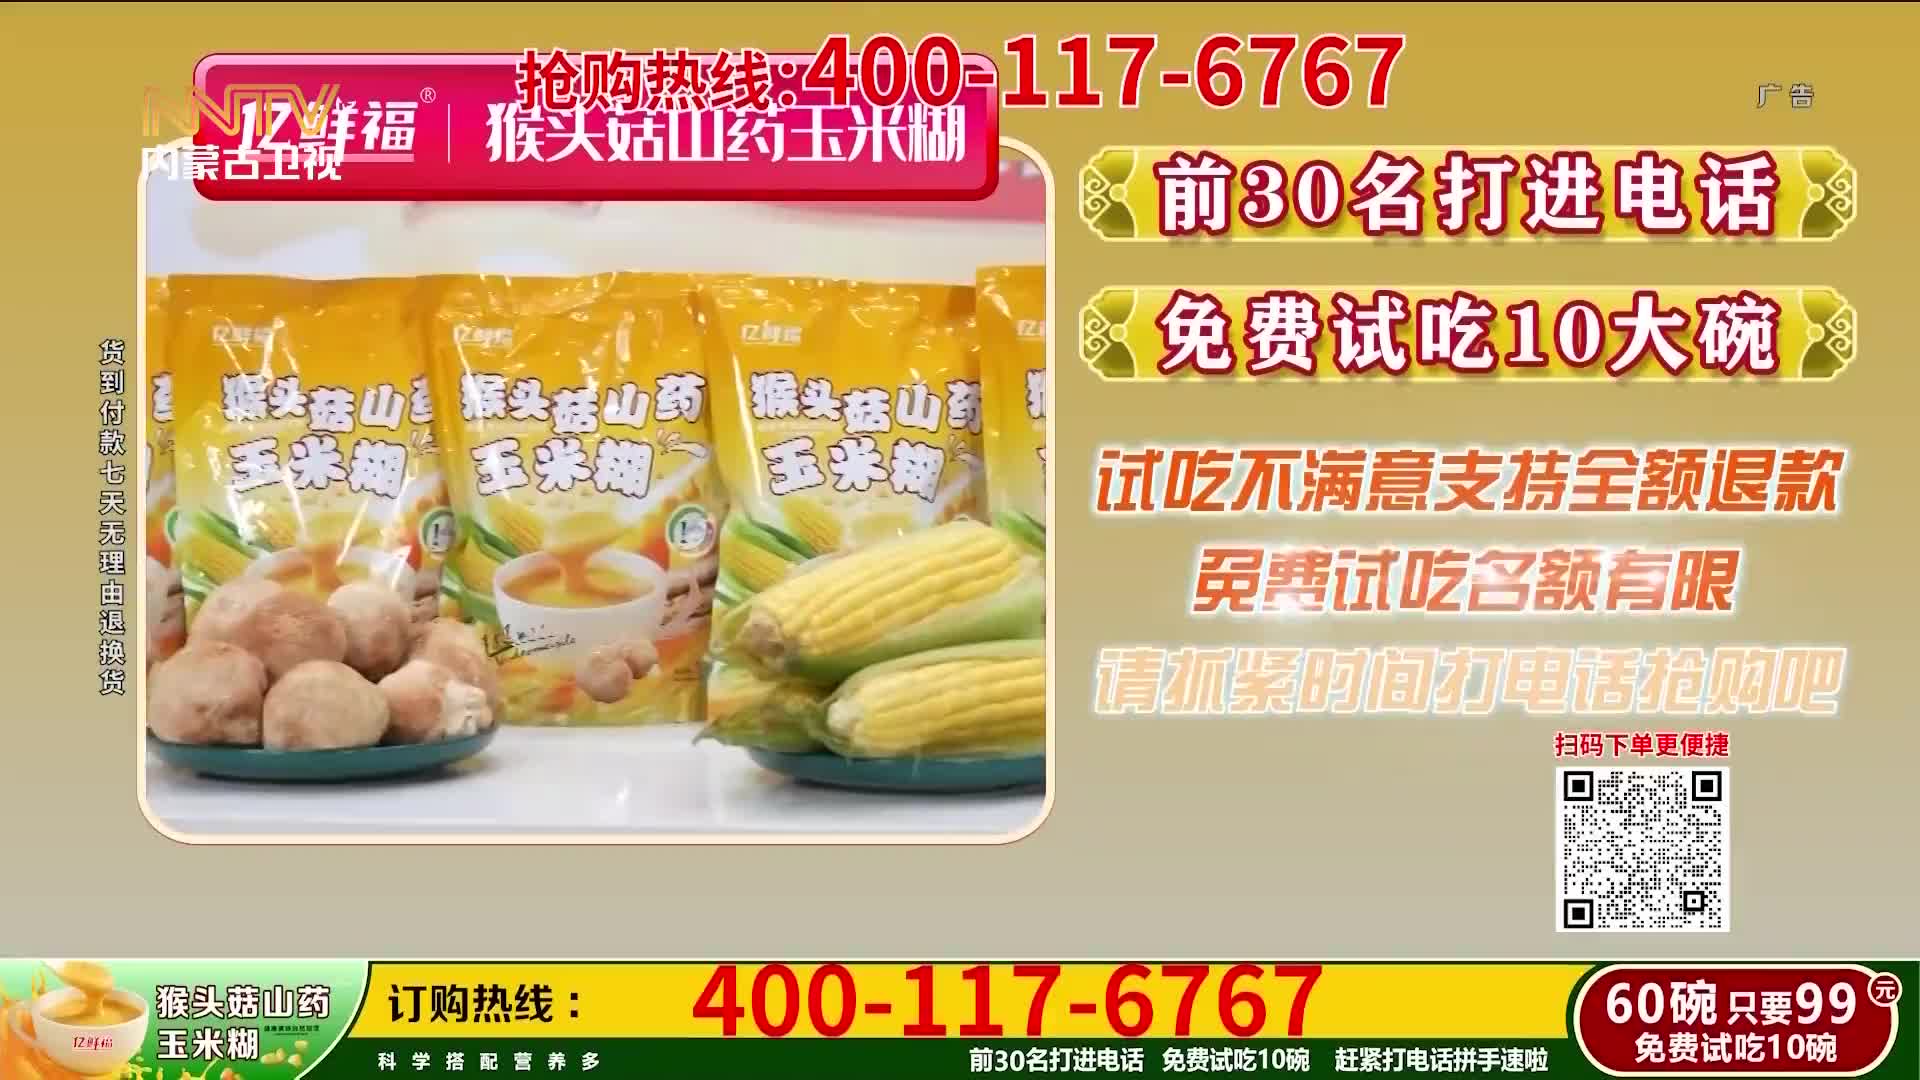 抢购热线:400-117-6767
NTV
内蒙古卫视
亿鲜福® 猴头菇山药玉米糊
广告
前30名打进电话
免费试吃10大碗
试吃不满意支持全额退款
免费试吃名额有限
请抓紧时间打电话抢购吧
货到付款七天无理由退换货
亿鲜福
猴头菇山药
玉米糊
亿鲜福
猴头菇山药
玉米糊
亿鲜福
猴头菇山药
玉米糊
扫码下单更便捷
亿鲜福
猴头菇山药
玉米糊
订购热线：
400-117-6767
60碗只要99元
免费试吃10碗
科学搭配营养多
前30名打进电话 免费试吃10碗 赶紧打电话拼手速啦